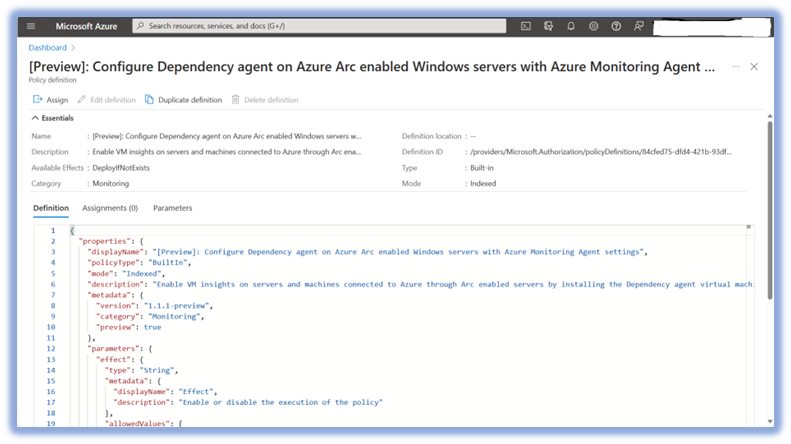 Microsoft Azure
Search resources, services, and docs (G+/)
Dashboard >
[Preview]: Configure Dependency agent on Azure Arc enabled Windows servers with Azure Monitoring Agent ...
Policy definition
Assign Edit definition Duplicate definition Delete definition
Essentials
Name : [Preview]: Configure Dependency agent on Azure Arc enabled Windows servers w...
Definition location : --
Description : Enable VM insights on servers and machines connected to Azure through Arc ena...
Definition ID : /providers/Microsoft.Authorization/policyDefinitions/84cfed75-dfd4-421b-93df...
Available Effects : DeployIfNotExists
Type : Built-in
Category : Monitoring
Mode : Indexed
Definition Assignments (0) Parameters
1 {
2 "properties": {
3 "displayName": "[Preview]: Configure Dependency agent on Azure Arc enabled Windows servers with Azure Monitoring Agent settings",
4 "policyType": "BuiltIn",
5 "mode": "Indexed",
6 "description": "Enable VM insights on servers and machines connected to Azure through Arc enabled servers by installing the Dependency agent virtual machi
7 "metadata": {
8 "version": "1.1.1-preview",
9 "category": "Monitoring",
10 "preview": true
11 },
12 "parameters": {
13 "effect": {
14 "type": "String",
15 "metadata": {
16 "displayName": "Effect",
17 "description": "Enable or disable the execution of the policy"
18 },
19 "allowedValues": [